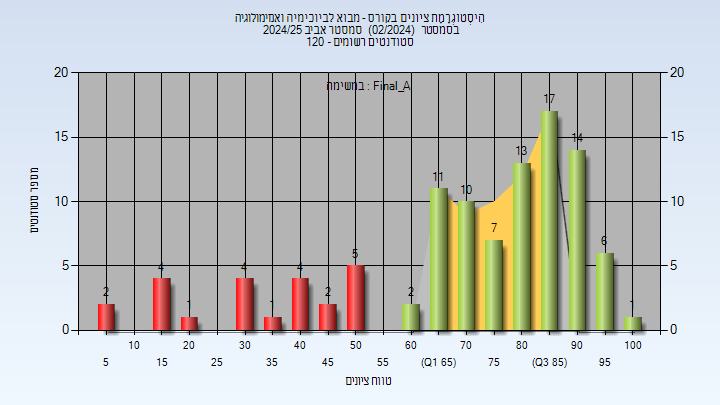 היסטוגרמת ציונים בקורס - מבוא לביוכימיה ואנזימולוגיה
בסמסטר (02/2024) סמסטר אביב 2024/25
סטודנטים רשומים - 120
במשימה : Final_A
20 20
15 15
10 10
5 5
0 0
2 4 1 4 1 4 2 5 2 11 10 7 13 17 14 6 1
מספר סטודנטים
10 20 30 40 50 60 70 80 90 100
5 15 25 35 45 55 (Q1 65) 75 (Q3 85) 95
טווח ציונים